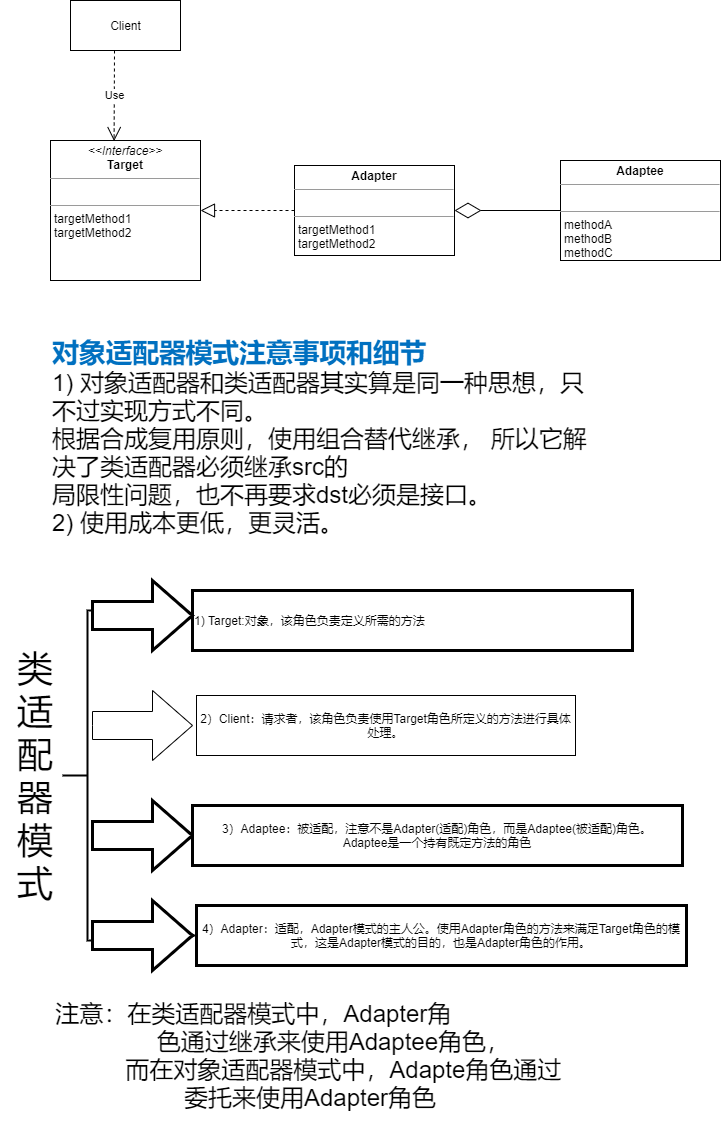 Client
Use
<<Interface>>
Target
targetMethod1
targetMethod2
Adapter
targetMethod1
targetMethod2
Adaptee
methodA
methodB
methodC
对象适配器模式注意事项和细节
1) 对象适配器和类适配器其实算是同一种思想，只
不过实现方式不同。
根据合成复用原则，使用组合替代继承， 所以它解
决了类适配器必须继承src的
局限性问题，也不再要求dst必须是接口。
2) 使用成本更低，更灵活。
类适配器模式
1) Target:对象，该角色负责定义所需的方法
2）Client：请求者，该角色负责使用Target角色所定义的方法进行具体
处理。
3）Adaptee：被适配，注意不是Adapter(适配)角色，而是Adaptee(被适配)角色。
Adaptee是一个持有既定方法的角色
4）Adapter：适配，Adapter模式的主人公。使用Adapter角色的方法来满足Target角色的模
式，这是Adapter模式的目的，也是Adapter角色的作用。
注意：在类适配器模式中，Adapter角
色通过继承来使用Adaptee角色，
而在对象适配器模式中，Adapte角色通过
委托来使用Adapter角色